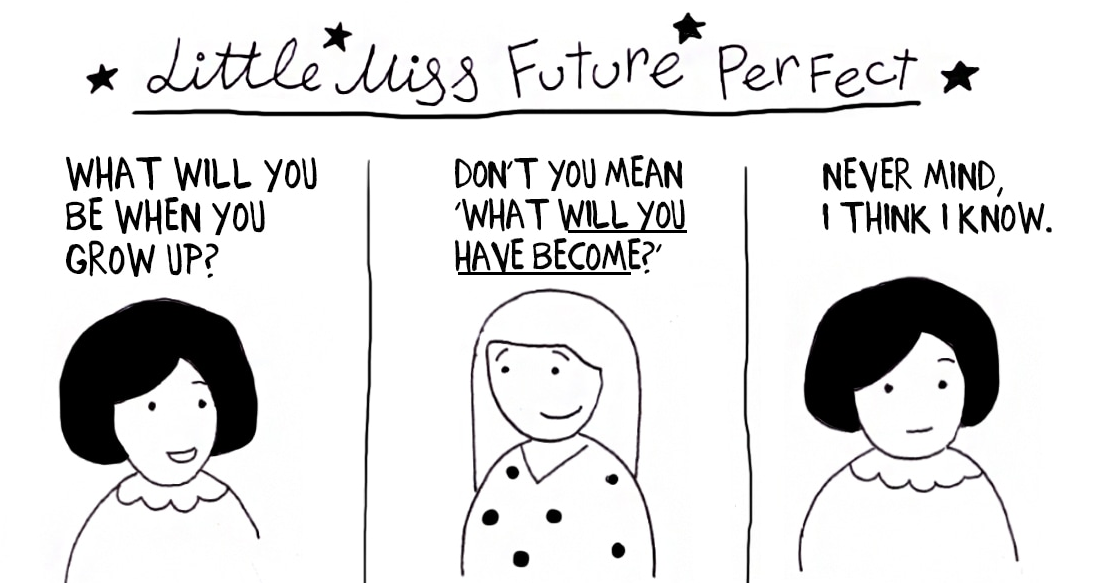 Little Miss Future Perfect
WHAT WILL YOU
BE WHEN YOU
GROW UP?
DON'T YOU MEAN
'WHAT WILL YOU
HAVE BECOME?'
NEVER MIND,
I THINK I KNOW.